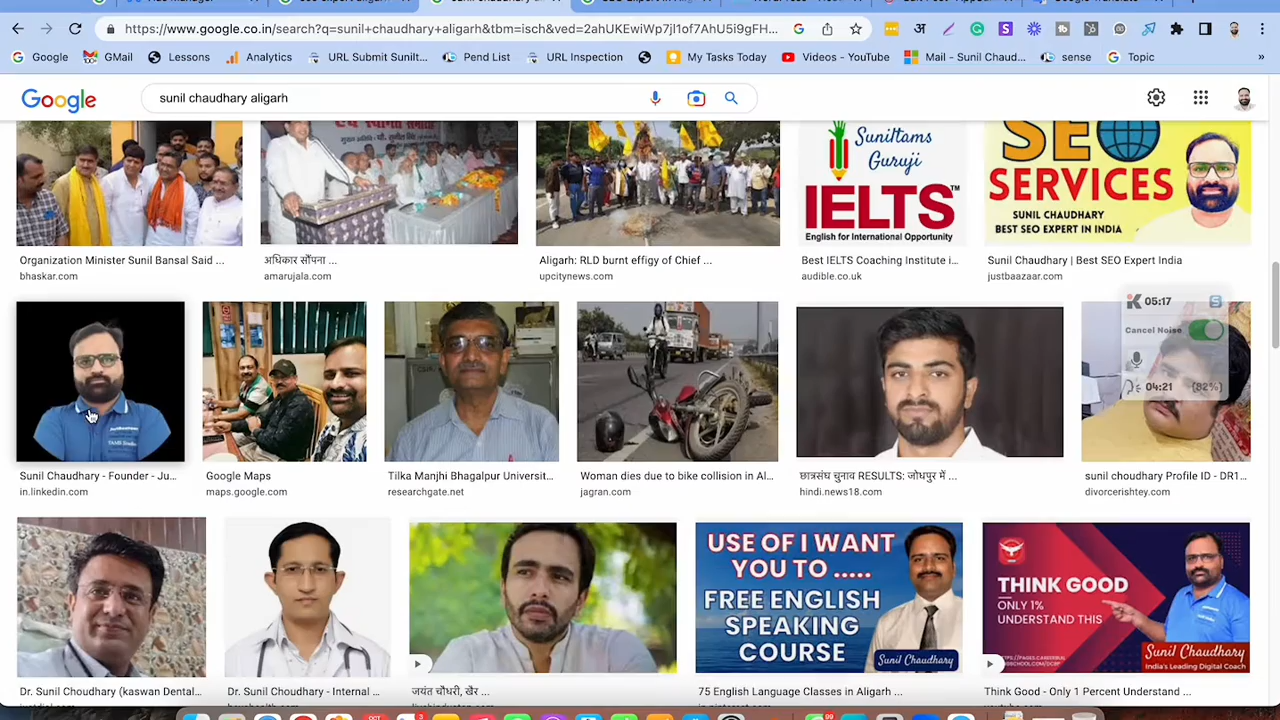 https://www.google.co.in/search?q=sunil+chaudhary+aligarh&tbm=isch&ved=2ahUKEwiWp7jl1of7AhU5i9gFH...
Google
GMail
Lessons
Analytics
URL Submit Sunilt...
Pend List
URL Inspection
My Tasks Today
Videos - YouTube
Mail - Sunil Chaud...
sense
Topic
»
Google
sunil chaudhary aligarh
Suniltams
Guruji
IELTS™
English for International Opportunity
SEO
SERVICES
SUNIL CHAUDHARY
BEST SEO EXPERT IN INDIA
Organization Minister Sunil Bansal Said ...
bhaskar.com
अधिकार सौंपना ...
amarujala.com
Aligarh: RLD burnt effigy of Chief ...
upcitynews.com
Best IELTS Coaching Institute i...
audible.co.uk
Sunil Chaudhary | Best SEO Expert India
justbaazaar.com
05:17
Cancel Noise
04:21 (82%)
Sunil Chaudhary - Founder - Ju...
in.linkedin.com
Google Maps
maps.google.com
Tilka Manjhi Bhagalpur Universit...
researchgate.net
Woman dies due to bike collision in Al...
jagran.com
छात्रसंघ चुनाव RESULTS: जोधपुर में ...
hindi.news18.com
sunil choudhary Profile ID - DR1...
divorcerishtey.com
USE OF I WANT
YOU TO .....
FREE ENGLISH
SPEAKING
COURSE
Sunil Chaudhary
THINK GOOD
ONLY 1%
UNDERSTAND THIS
Sunil Chaudhary
India's Leading Digital Coach
Dr. Sunil Choudhary (kaswan Dental...
Dr. Sunil Choudhary - Internal ...
जयंत चौधरी, खैर ...
75 English Language Classes in Aligarh ...
Think Good - Only 1 Percent Understand ...